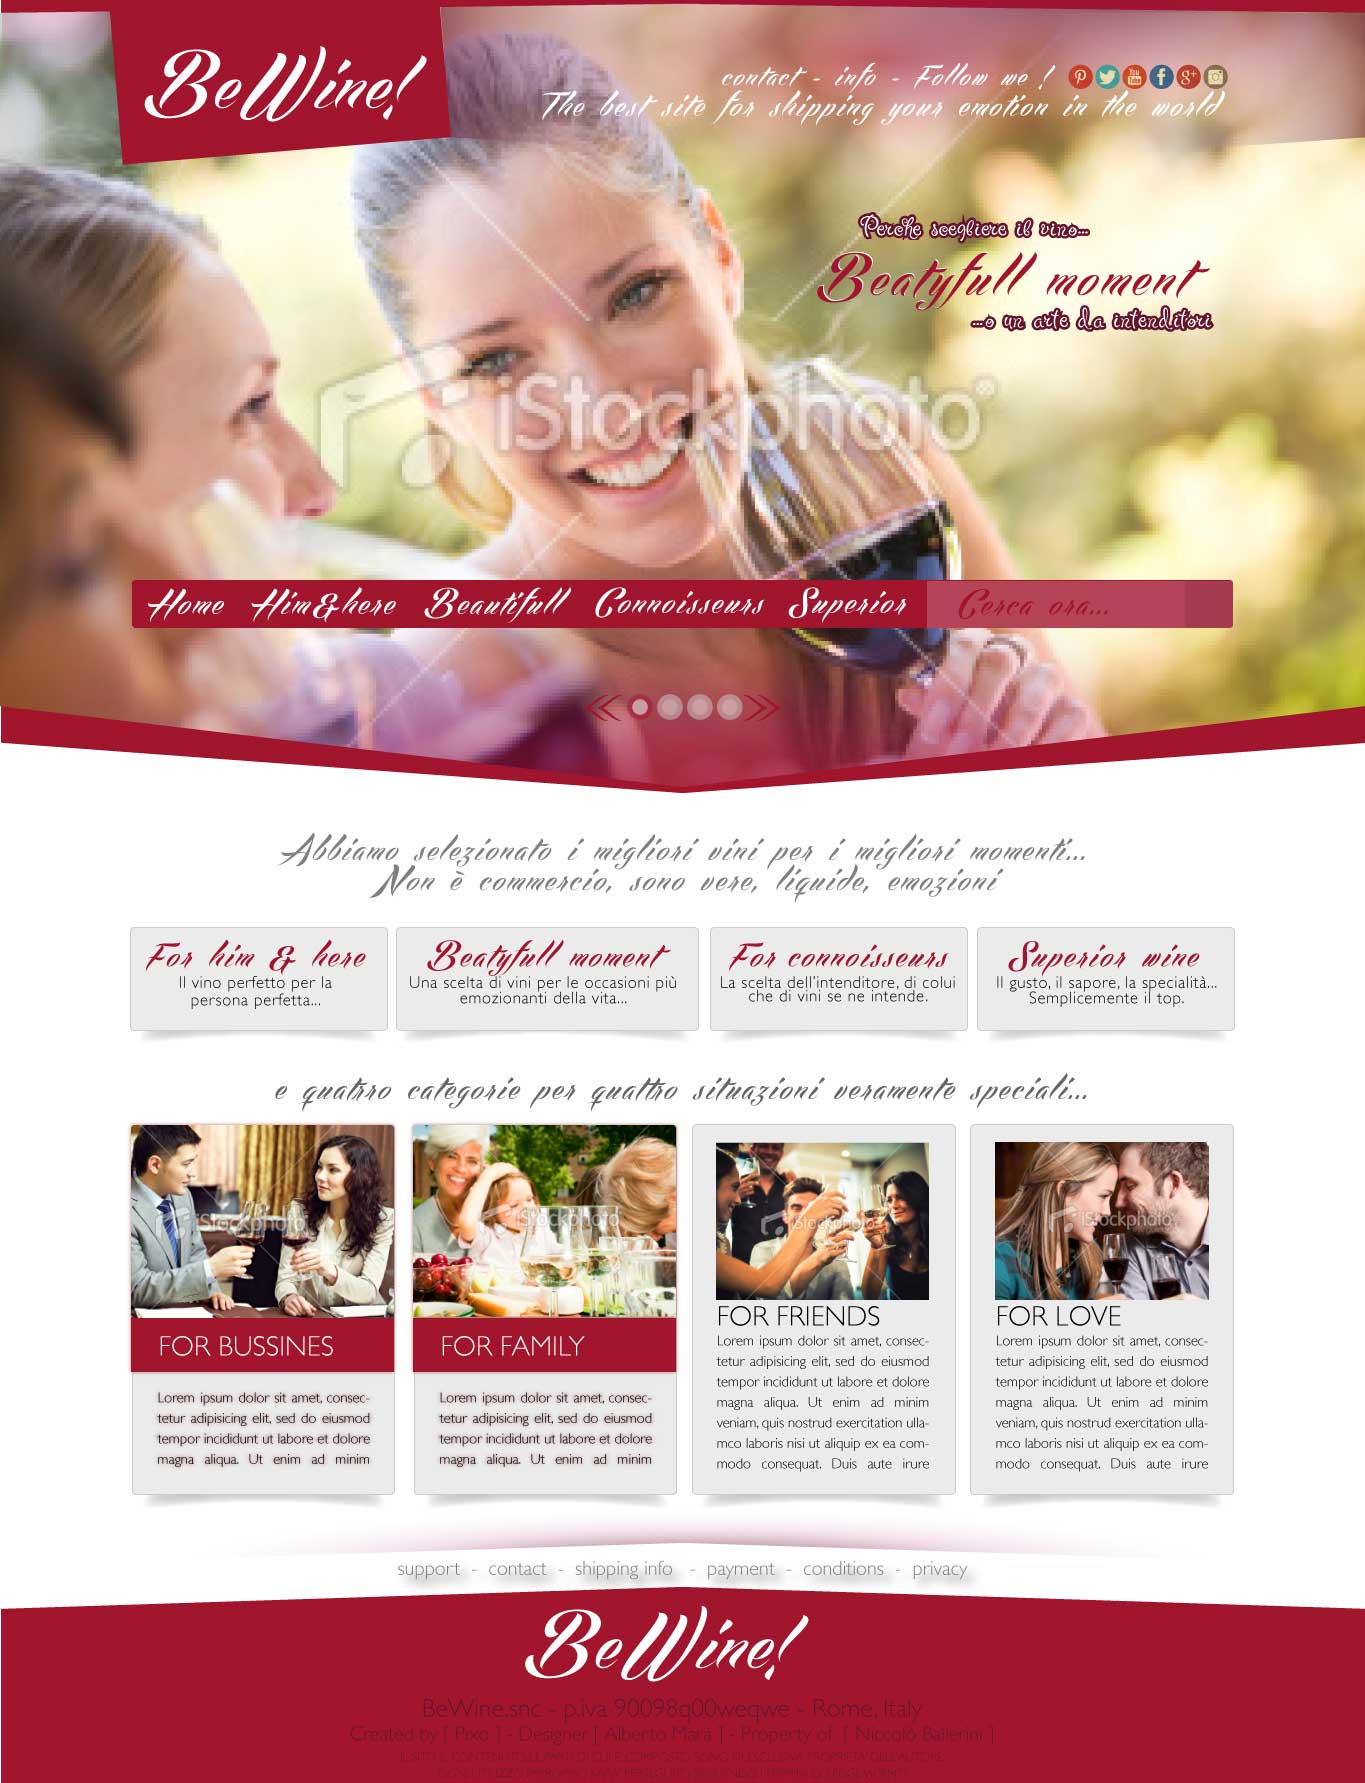 BeWine!
contact - info - Follow me !
The best site for shipping your emotion in the world
Perche scegliere il vino...
Beatyfull moment
...o un arte da intenditori
iStockphoto
Home Him&here Beautifull Connoisseurs Superior Cerca ora...
Abbiamo selezionato i migliori vini per i migliori momenti...
Non è commercio, sono vere, liquide, emozioni
For him & here
Il vino perfetto per la
persona perfetta...
Beatyfull moment
Una scelta di vini per le occasioni più
emozionanti della vita...
For connoisseurs
La scelta dell'intenditore, di colui
che di vini se ne intende.
Superior wine
Il gusto, il sapore, la specialità...
Semplicemente il top.
e quatrro categorie per quattro situazioni veramente speciali...
iStockphoto
FOR BUSSINES
Lorem ipsum dolor sit amet, consec-
tetur adipisicing elit, sed do eiusmod
tempor incididunt ut labore et dolore
magna aliqua. Ut enim ad minim
iStockphoto
FOR FAMILY
Lorem ipsum dolor sit amet, consec-
tetur adipisicing elit, sed do eiusmod
tempor incididunt ut labore et dolore
magna aliqua. Ut enim ad minim
iStockphoto
FOR FRIENDS
Lorem ipsum dolor sit amet, consec-
tetur adipisicing elit, sed do eiusmod
tempor incididunt ut labore et dolore
magna aliqua. Ut enim ad minim
veniam, quis nostrud exercitation ulla-
mco laboris nisi ut aliquip ex ea com-
modo consequat. Duis aute irure
iStockphoto
FOR LOVE
Lorem ipsum dolor sit amet, consec-
tetur adipisicing elit, sed do eiusmod
tempor incididunt ut labore et dolore
magna aliqua. Ut enim ad minim
veniam, quis nostrud exercitation ulla-
mco laboris nisi ut aliquip ex ea com-
modo consequat. Duis aute irure
support - contact - shipping info - payment - conditions - privacy
BeWine!
BeWine.snc - p.iva 90098q00weqwe - Rome, Italy
Created by [ Pixo ] - Designer [ Alberto Mara ] - Property of [ Niccolò Ballerini ]